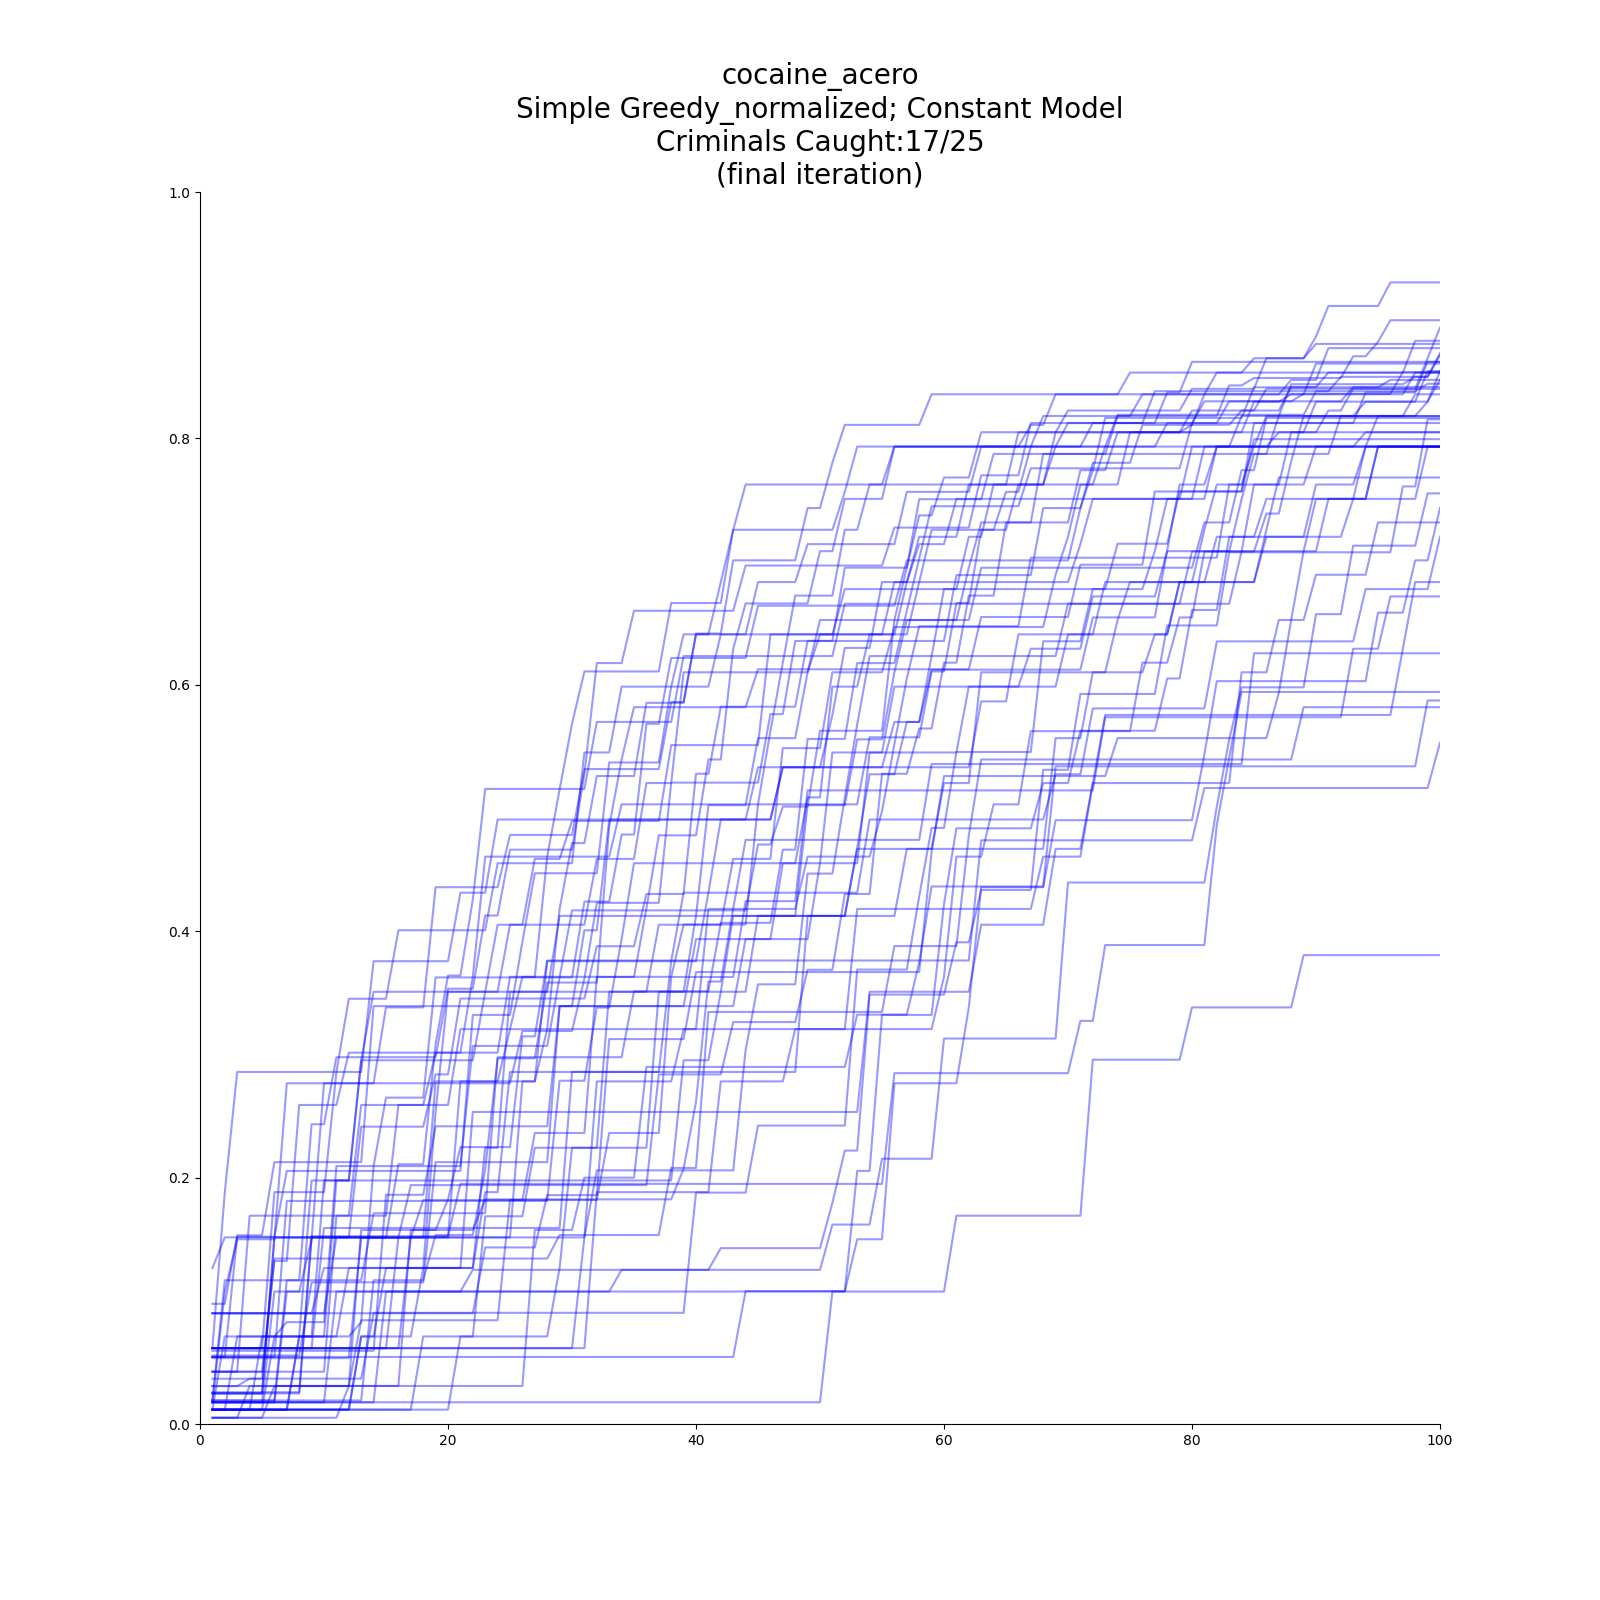 cocaine_acero
Simple Greedy_normalized; Constant Model
Criminals Caught:17/25
(final iteration)
1.0
0.8
0.6
0.4
0.2
0.0
0 20 40 60 80 100